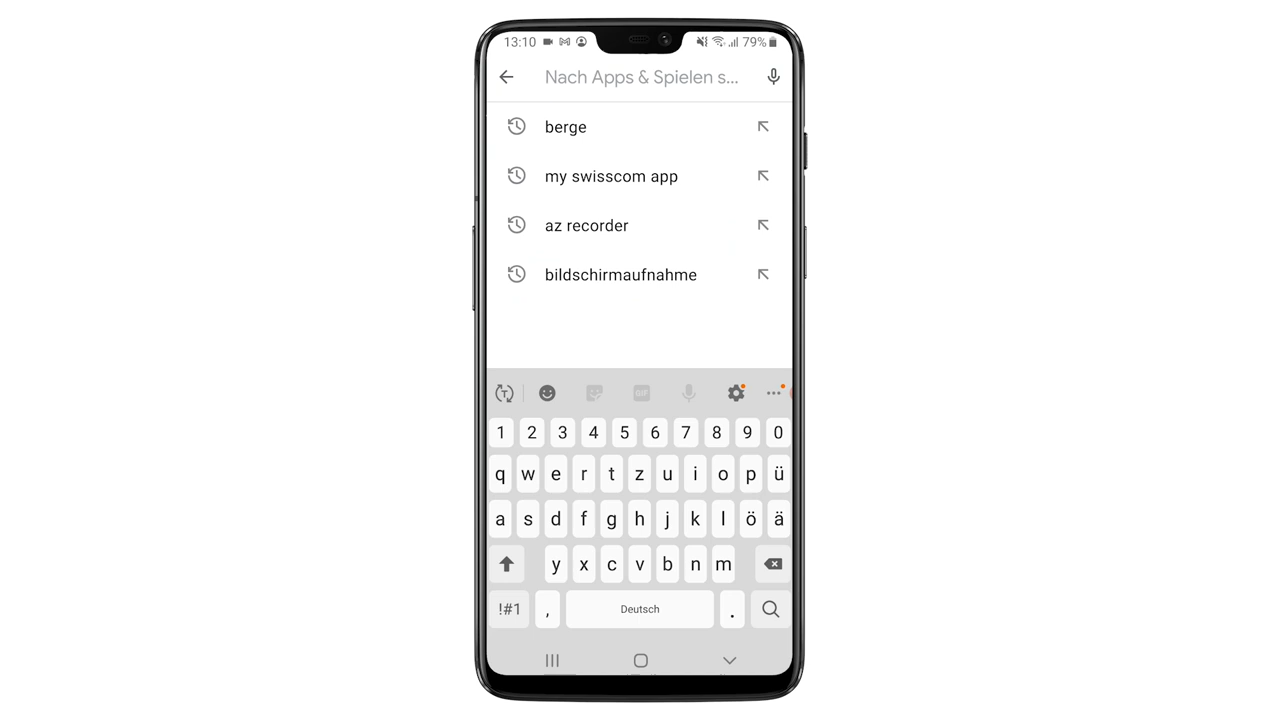 13:10 79%
Nach Apps & Spielen s...
berge
my swisscom app
az recorder
bildschirmaufnahme
T GIF
1 2 3 4 5 6 7 8 9 0
q w e r t z u i o p ü
a s d f g h j k l ö ä
y x c v b n m
!#1 , Deutsch .